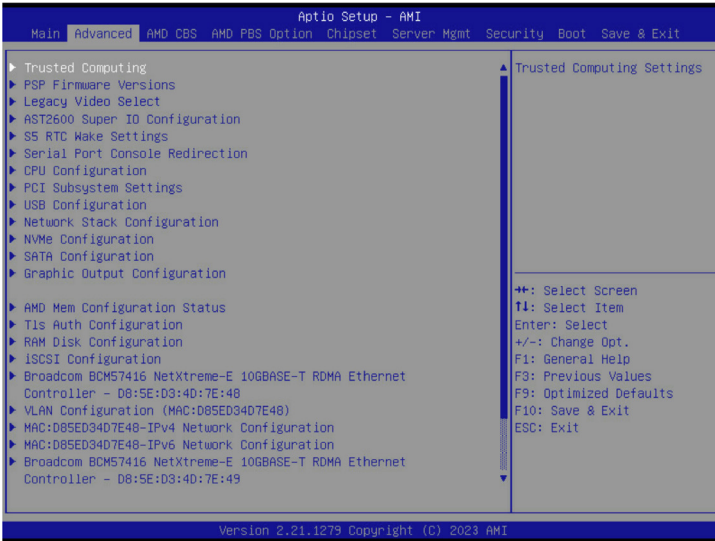 Aptio Setup - AMI
Main Advanced AMD CBS AMD PBS Option Chipset Server Mgmt Security Boot Save & Exit
Trusted Computing
PSP Firmware Versions
Legacy Video Select
AST2600 Super IO Configuration
S5 RTC Wake Settings
Serial Port Console Redirection
CPU Configuration
PCI Subsystem Settings
USB Configuration
Network Stack Configuration
NVMe Configuration
SATA Configuration
Graphic Output Configuration
AMD Mem Configuration Status
Tls Auth Configuration
RAM Disk Configuration
iSCSI Configuration
Broadcom BCM57416 NetXtreme-E 10GBASE-T RDMA Ethernet
Controller - D8:5E:D3:4D:7E:48
VLAN Configuration (MAC:D85ED34D7E48)
MAC:D85ED34D7E48-IPv4 Network Configuration
MAC:D85ED34D7E48-IPv6 Network Configuration
Broadcom BCM57416 NetXtreme-E 10GBASE-T RDMA Ethernet
Controller - D8:5E:D3:4D:7E:49
Trusted Computing Settings
→←: Select Screen
↑↓: Select Item
Enter: Select
+/-: Change Opt.
F1: General Help
F3: Previous Values
F9: Optimized Defaults
F10: Save & Exit
ESC: Exit
Version 2.21.1279 Copyright (C) 2023 AMI